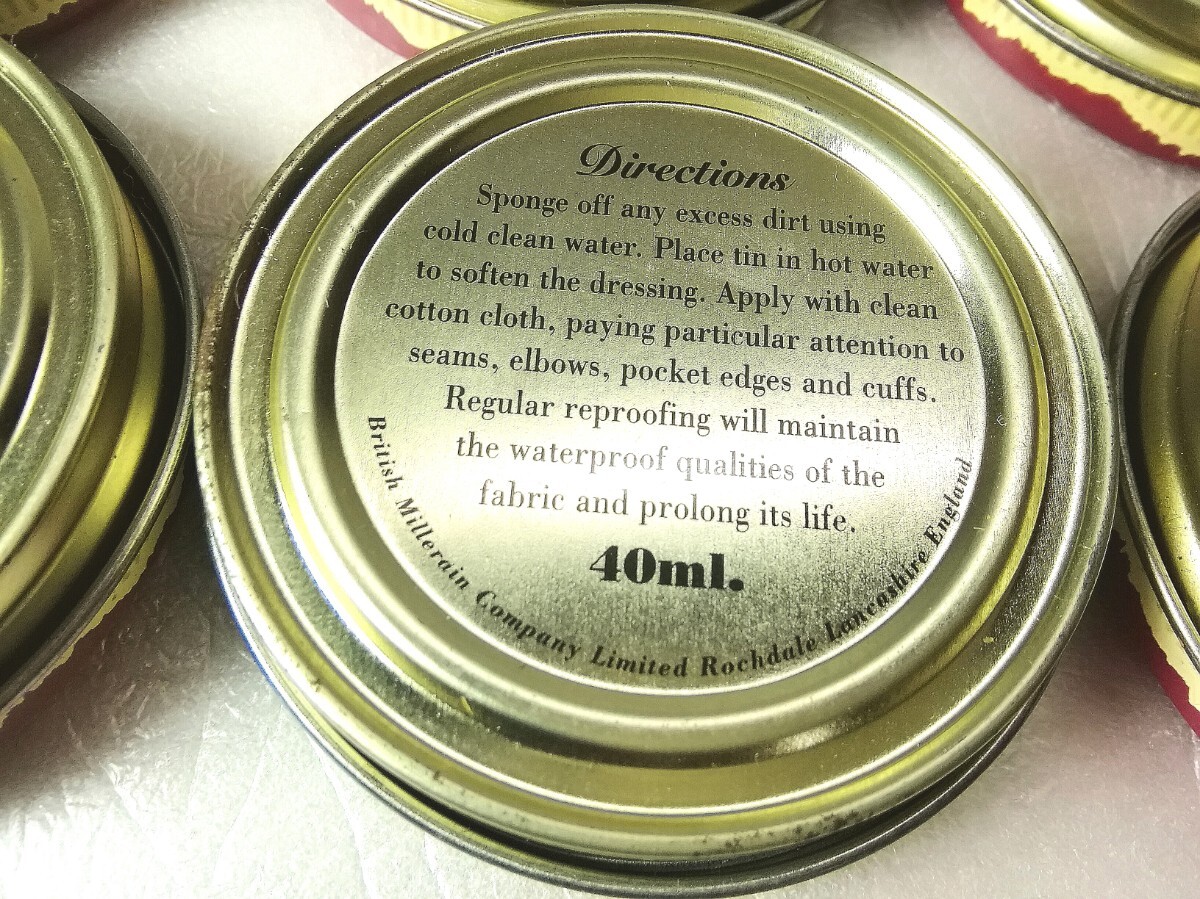 Directions
Sponge off any excess dirt using
cold clean water. Place tin in hot water
to soften the dressing. Apply with clean
cotton cloth, paying particular attention to
seams, elbows, pocket edges and cuffs.
Regular reproofing will maintain
the waterproof qualities of the
fabric and prolong its life.
40ml.
British Millerain Company Limited Rochdale Lancashire England